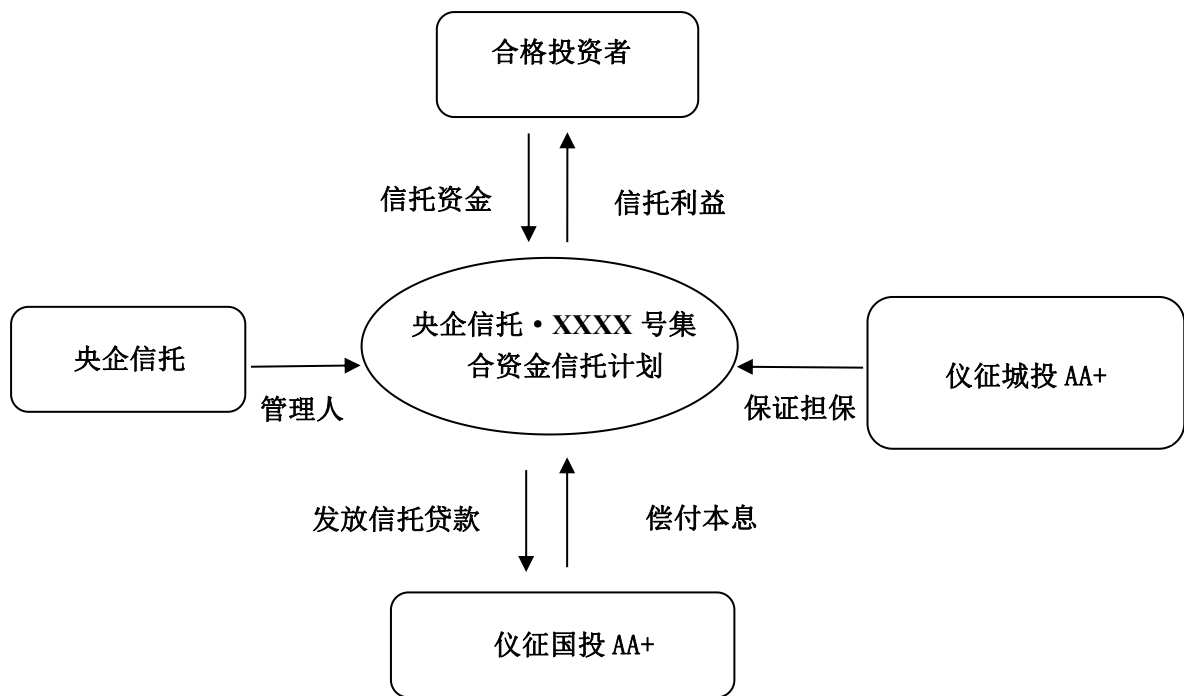 合格投资者
信托资金
信托利益
央企信托·XXXX 号集
合资金信托计划
央企信托
管理人
仪征城投 AA+
保证担保
发放信托贷款
偿付本息
仪征国投 AA+